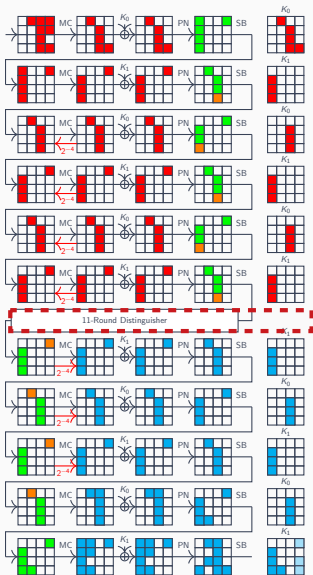 K₀ K₀
MC PN SB
K₁ K₁
MC PN SB
K₀ K₀
MC PN SB
2⁻⁴
K₁ K₁
MC PN SB
2⁻⁴
K₀ K₀
MC PN SB
2⁻⁴
K₁ K₁
MC PN SB
2⁻⁴
11-Round Distinguisher
K₁ K₁
MC PN SB
2⁻⁴
K₀ K₀
MC PN SB
2⁻⁴
K₁ K₁
MC PN SB
2⁻⁴
K₀ K₀
MC PN SB
K₁ K₁
MC PN SB